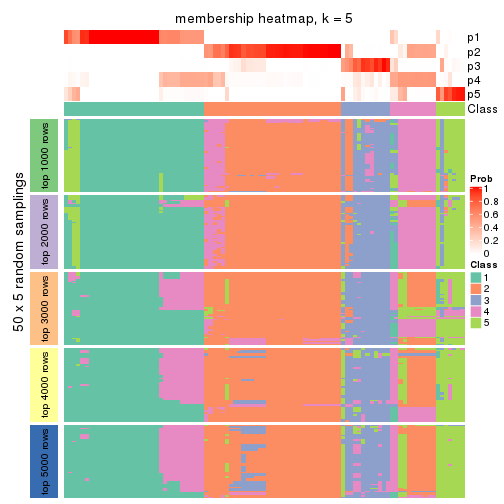 membership heatmap, k = 5
p1
p2
p3
p4
p5
Class
50 x 5 random samplings
top 1000 rows
top 2000 rows
top 3000 rows
top 4000 rows
top 5000 rows
Prob
1
0.8
0.6
0.4
0.2
0
Class
1
2
3
4
5